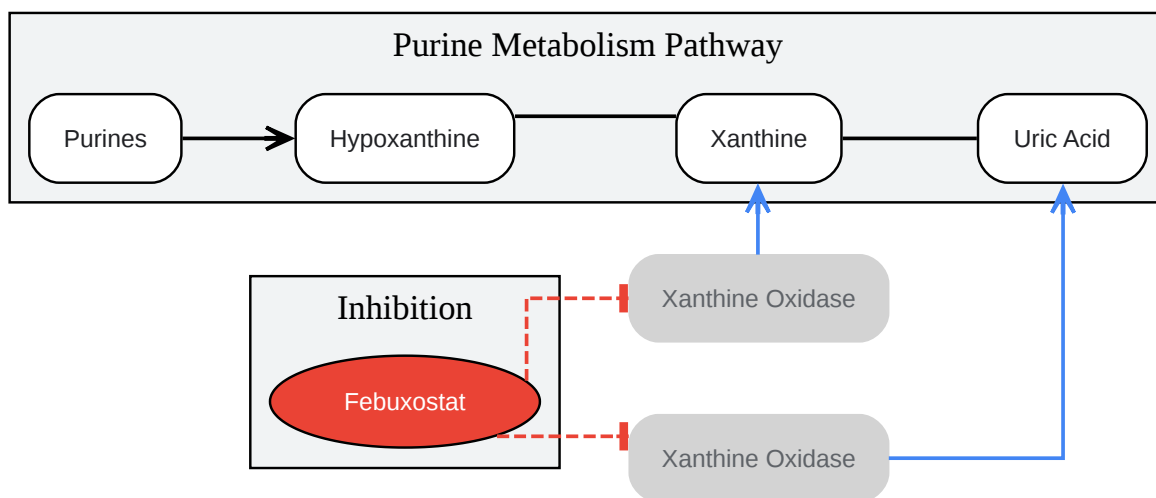 Purine Metabolism Pathway
Purines
Hypoxanthine
Xanthine
Uric Acid
Inhibition
Xanthine Oxidase
Febuxostat
Xanthine Oxidase